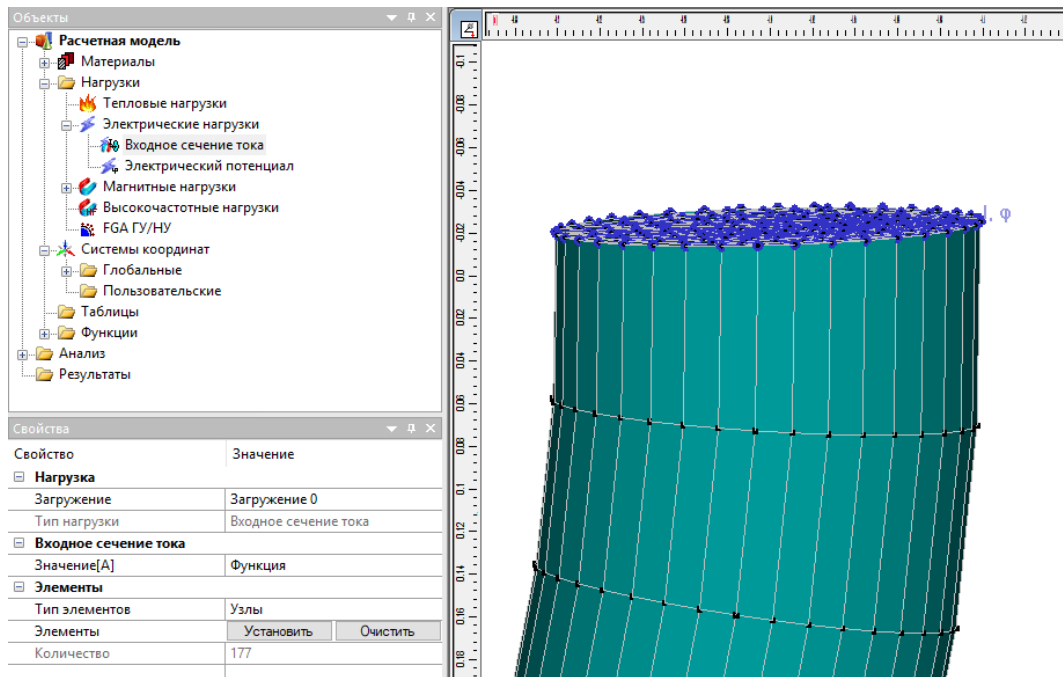 Объекты
Расчетная модель
Материалы
Нагрузки
Тепловые нагрузки
Электрические нагрузки
Входное сечение тока
Электрический потенциал
Магнитные нагрузки
Высокочастотные нагрузки
FGA ГУ/НУ
Системы координат
Глобальные
Пользовательские
Таблицы
Функции
Анализ
Результаты
Свойства
Свойство Значение
Нагрузка
Загружение Загружение 0
Тип нагрузки Входное сечение тока
Входное сечение тока
Значение[A] Функция
Элементы
Тип элементов Узлы
Элементы Установить Очистить
Количество 177
-0.1
-0.08
-0.06
-0.04
-0.02
0.0
0.02
0.04
0.06
0.08
0.1
0.12
0.14
0.16
0.18
I, φ